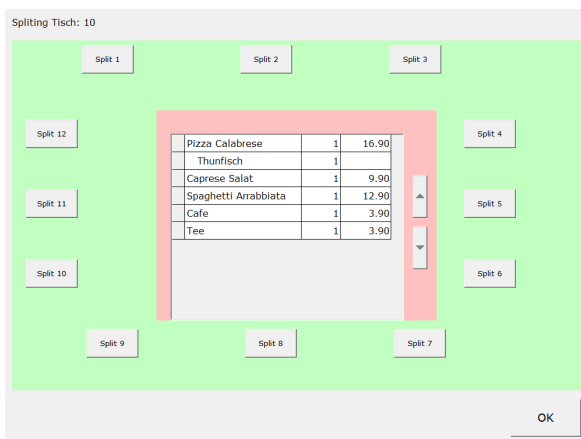 Spliting Tisch: 10
Split 1 Split 2 Split 3
Split 12 Split 4
Pizza Calabrese 1 16.90
Thunfisch 1
Caprese Salat 1 9.90
Spaghetti Arrabbiata 1 12.90
Split 11 Split 5
Cafe 1 3.90
Tee 1 3.90
Split 10 Split 6
Split 9 Split 8 Split 7
OK